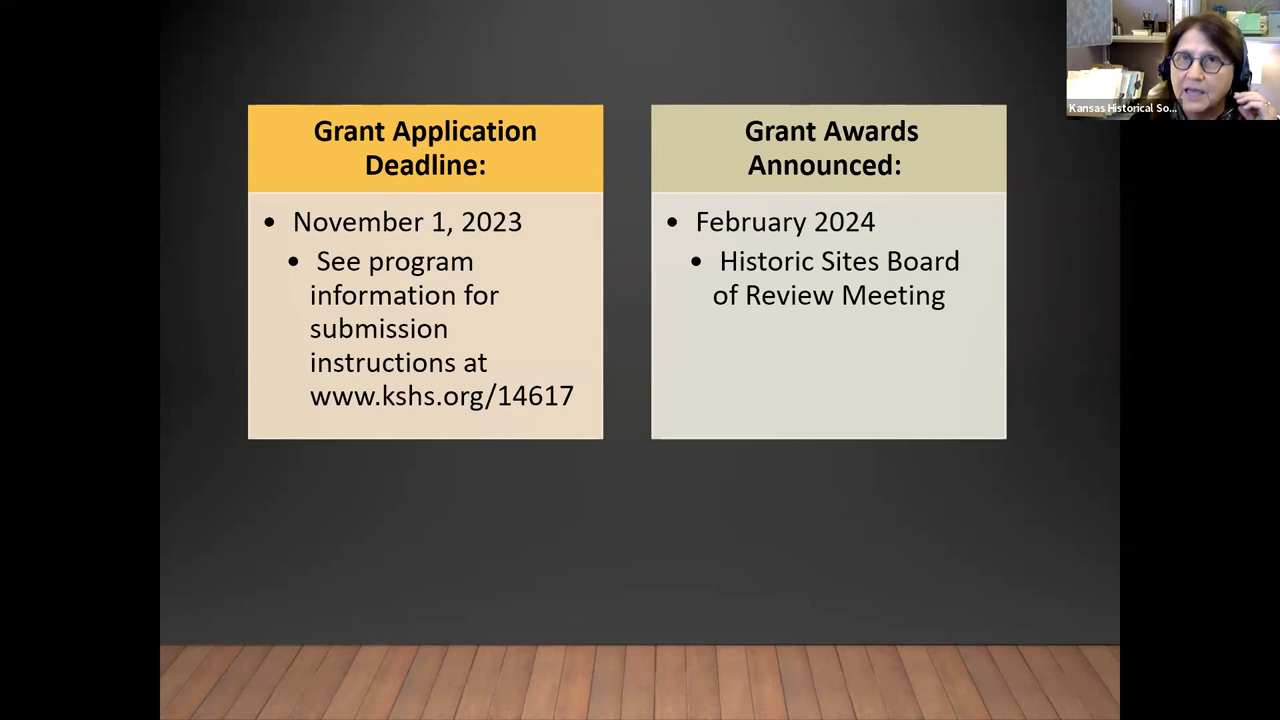 Grant Application
Deadline:
• November 1, 2023
• See program
information for
submission
instructions at
www.kshs.org/14617
Grant Awards
Announced:
• February 2024
• Historic Sites Board
of Review Meeting
Kansas Historical So...